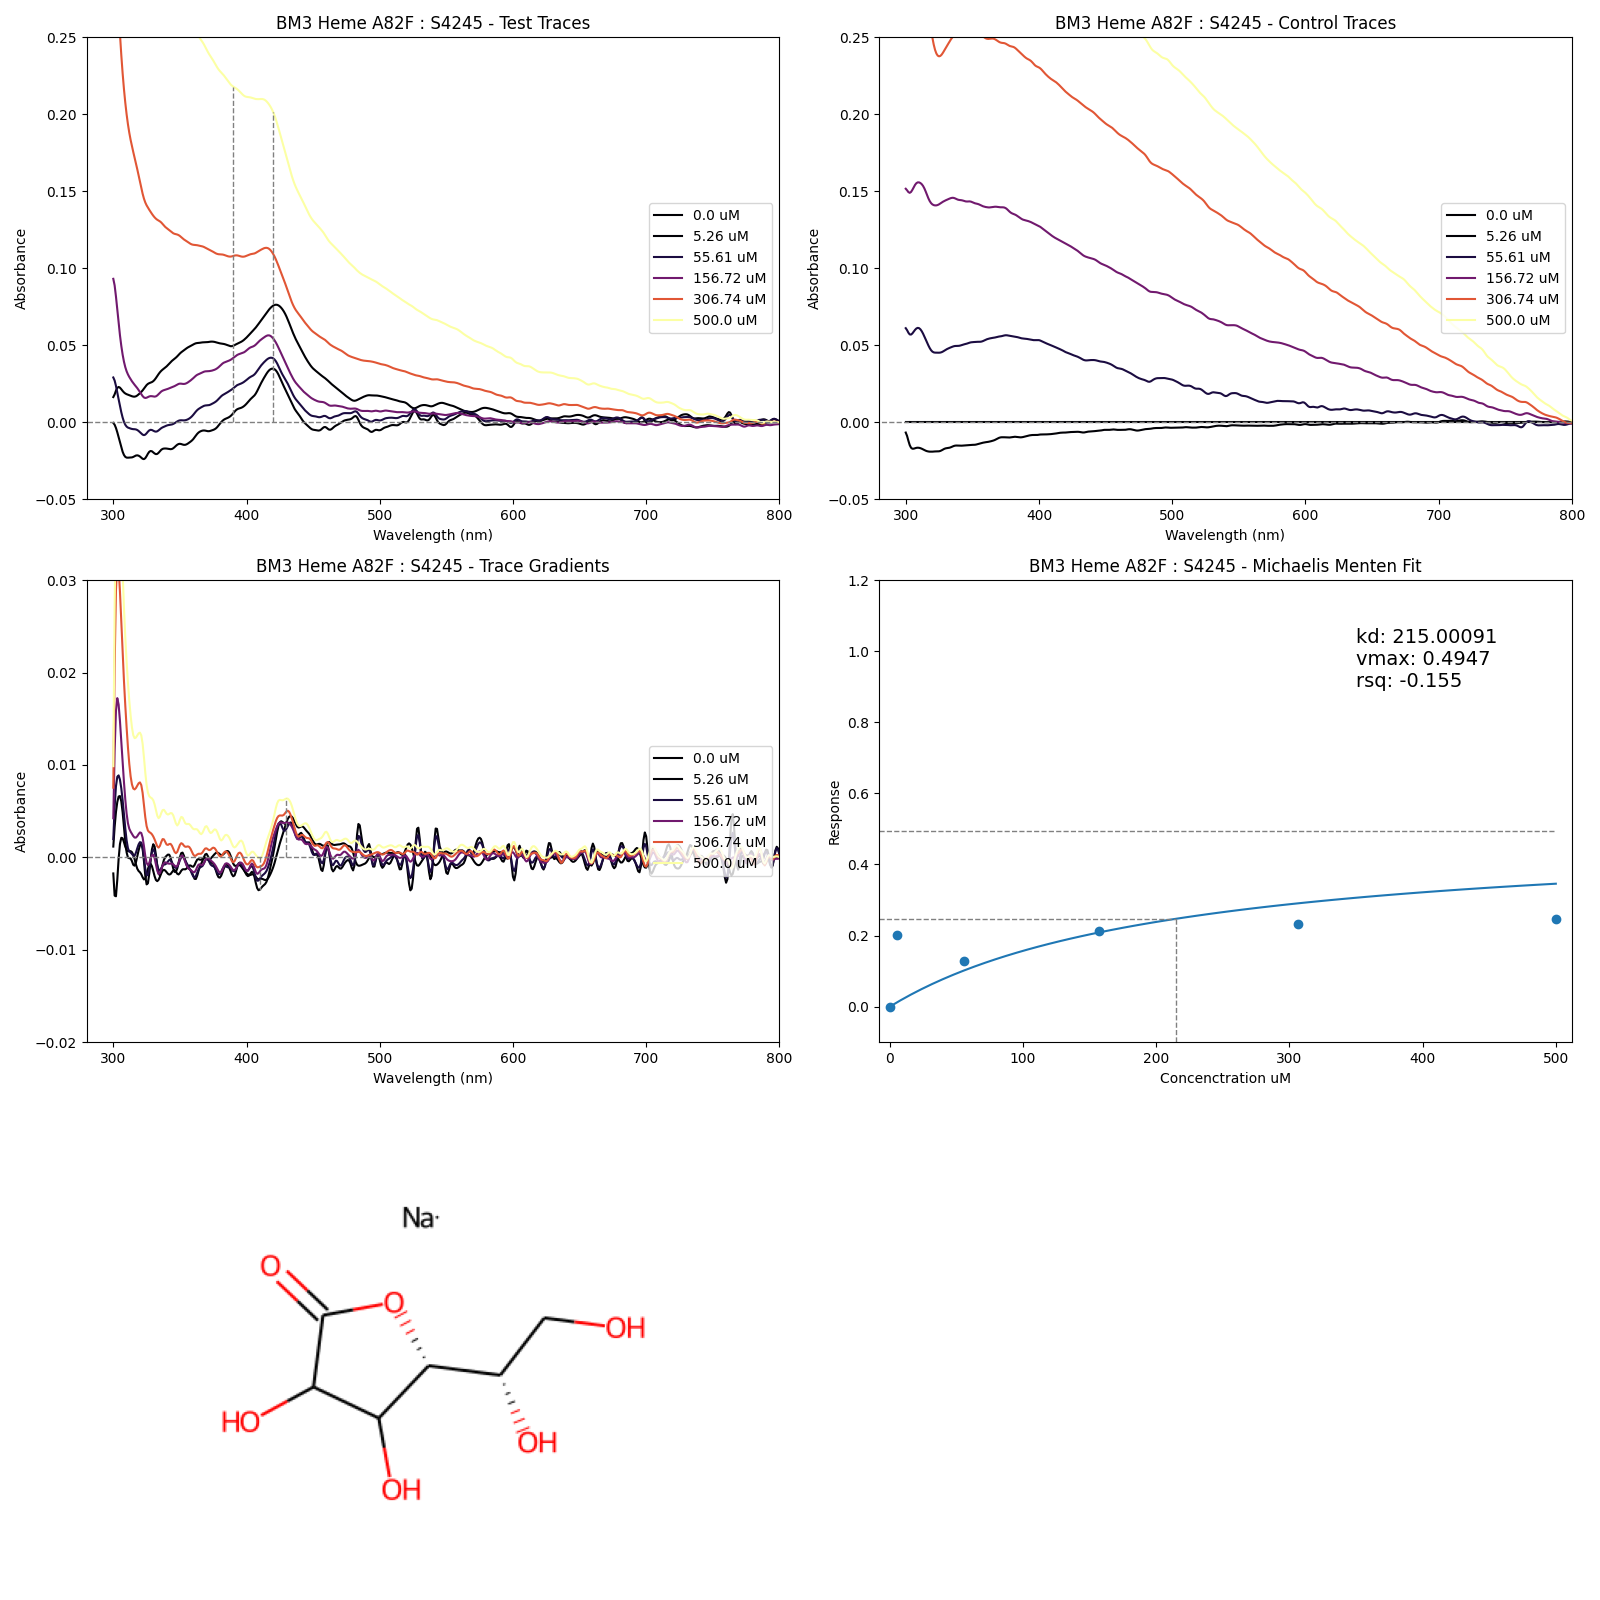 BM3 Heme A82F : S4245 - Test Traces
0.25
0.20
0.15
0.10
0.05
0.00
−0.05
Absorbance
300 400 500 600 700 800
Wavelength (nm)
0.0 uM
5.26 uM
55.61 uM
156.72 uM
306.74 uM
500.0 uM
BM3 Heme A82F : S4245 - Control Traces
0.25
0.20
0.15
0.10
0.05
0.00
−0.05
Absorbance
300 400 500 600 700 800
Wavelength (nm)
0.0 uM
5.26 uM
55.61 uM
156.72 uM
306.74 uM
500.0 uM
BM3 Heme A82F : S4245 - Trace Gradients
0.03
0.02
0.01
0.00
−0.01
−0.02
Absorbance
300 400 500 600 700 800
Wavelength (nm)
0.0 uM
5.26 uM
55.61 uM
156.72 uM
306.74 uM
500.0 uM
BM3 Heme A82F : S4245 - Michaelis Menten Fit
1.2
1.0
0.8
0.6
0.4
0.2
0.0
Response
0 100 200 300 400 500
Concenctration uM
kd: 215.00091
vmax: 0.4947
rsq: -0.155
Na·
O
O
OH
HO
OH
OH